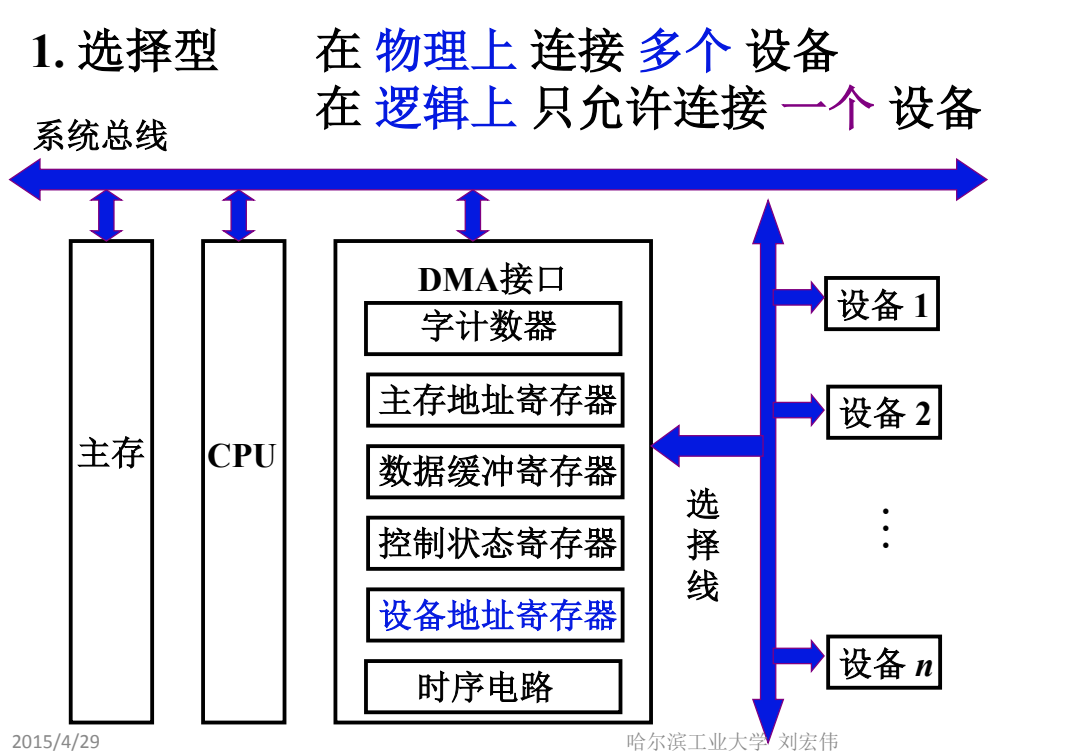 1. 选择型 在 物理上 连接 多个 设备
在 逻辑上 只允许连接 一个 设备
系统总线
主存
CPU
DMA接口
字计数器
主存地址寄存器
数据缓冲寄存器
控制状态寄存器
设备地址寄存器
时序电路
选择线
设备 1
设备 2
⋮
设备 n
2015/4/29
哈尔滨工业大学 刘宏伟